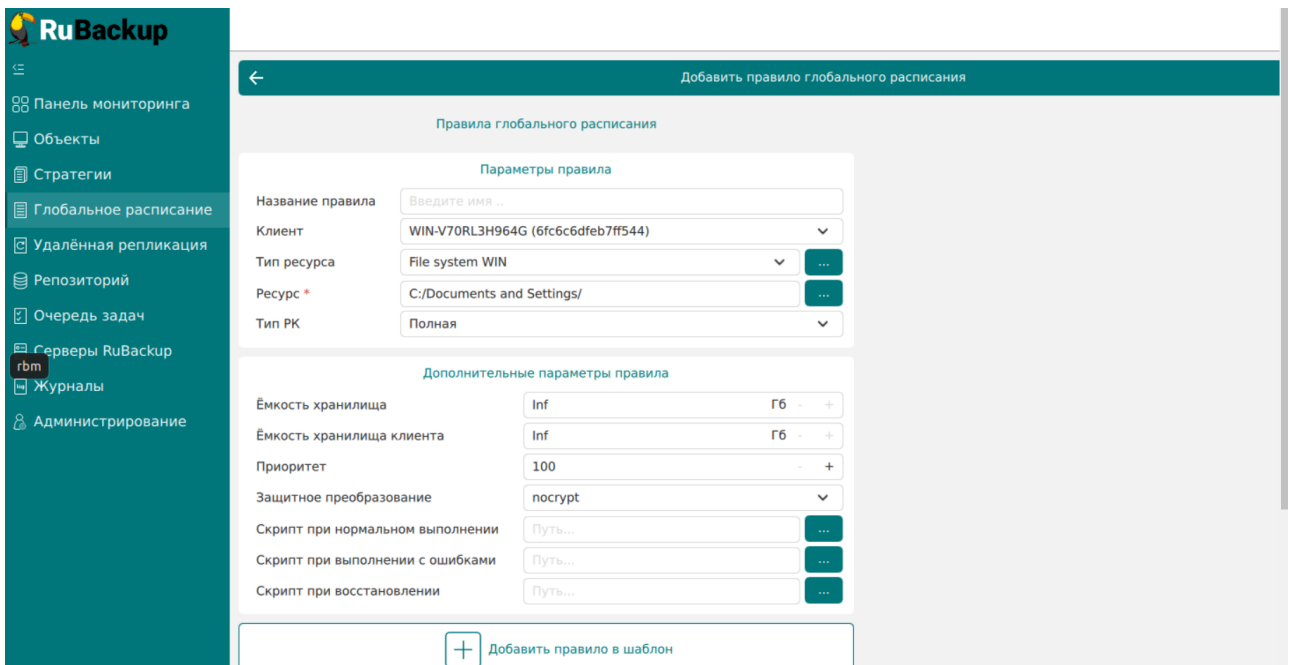 RuBackup
Панель мониторинга
Объекты
Стратегии
Глобальное расписание
Удалённая репликация
Репозиторий
Очередь задач
Серверы RuBackup
rbm
Журналы
Администрирование
Добавить правило глобального расписания
Правила глобального расписания
Параметры правила
Название правила Введите имя ..
Клиент WIN-V70RL3H964G (6fc6c6dfeb7ff544)
Тип ресурса File system WIN ...
Ресурс * C:/Documents and Settings/ ...
Тип РК Полная
Дополнительные параметры правила
Ёмкость хранилища Inf Гб - +
Ёмкость хранилища клиента Inf Гб - +
Приоритет 100 - +
Защитное преобразование nocrypt
Скрипт при нормальном выполнении Путь... ...
Скрипт при выполнении с ошибками Путь... ...
Скрипт при восстановлении Путь... ...
Добавить правило в шаблон